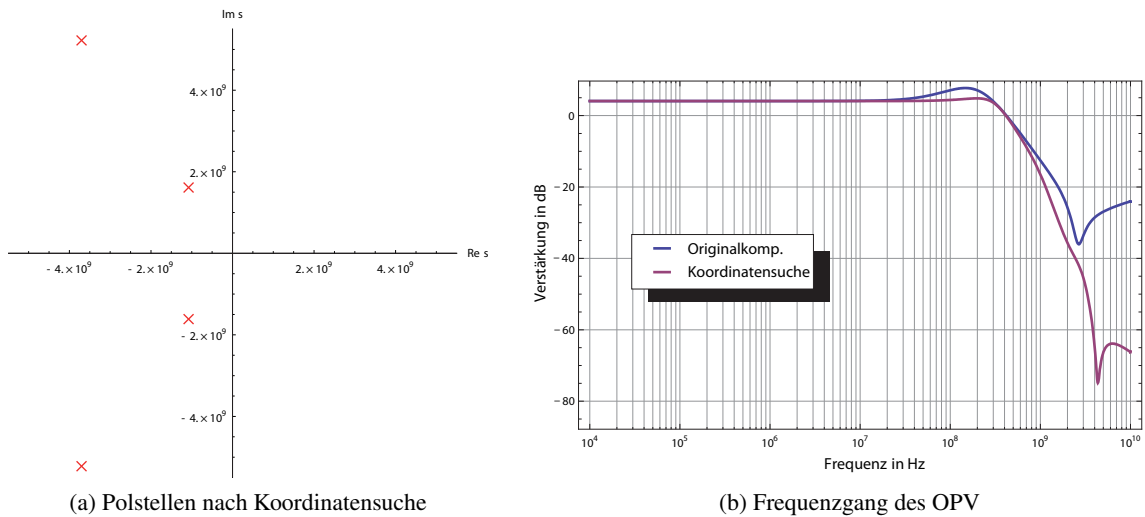 Im s
4.×10⁹
2.×10⁹
- 4.×10⁹
- 2.×10⁹
2.×10⁹
4.×10⁹
Re s
- 2.×10⁹
- 4.×10⁹
(a) Polstellen nach Koordinatensuche
Verstärkung in dB
0
−20
−40
−60
−80
Originalkomp.
Koordinatensuche
10⁴
10⁵
10⁶
10⁷
10⁸
10⁹
10¹⁰
Frequenz in Hz
(b) Frequenzgang des OPV